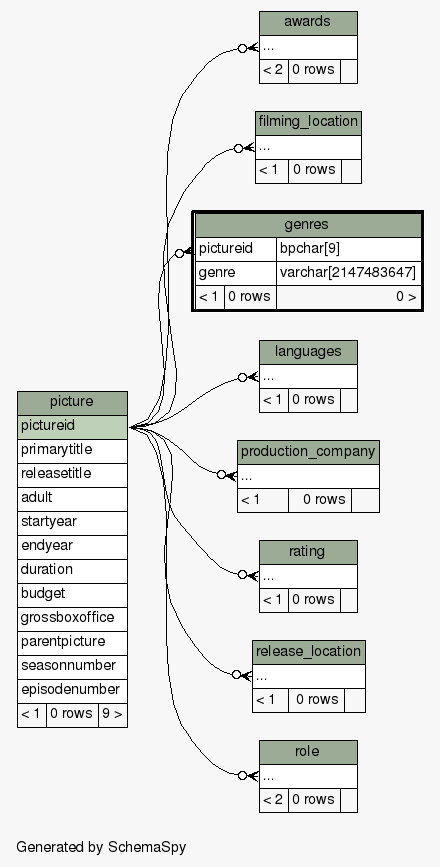 awards
...
< 2 0 rows
filming_location
...
< 1 0 rows
genres
pictureid bpchar[9]
genre varchar[2147483647]
< 1 0 rows 0 >
languages
...
< 1 0 rows
picture
pictureid
primarytitle
releasetitle
adult
startyear
endyear
duration
budget
grossboxoffice
parentpicture
seasonnumber
episodenumber
< 1 0 rows 9 >
production_company
...
< 1 0 rows
rating
...
< 1 0 rows
release_location
...
< 1 0 rows
role
...
< 2 0 rows
Generated by SchemaSpy